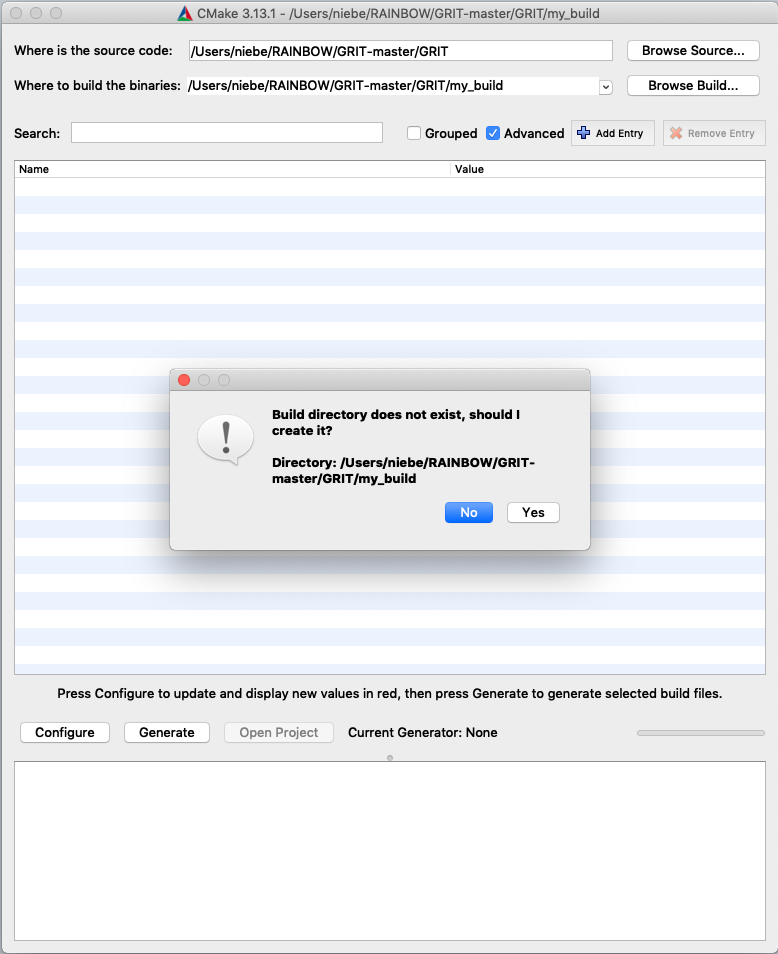 CMake 3.13.1 - /Users/niebe/RAINBOW/GRIT-master/GRIT/my_build
Where is the source code: /Users/niebe/RAINBOW/GRIT-master/GRIT Browse Source...
Where to build the binaries: /Users/niebe/RAINBOW/GRIT-master/GRIT/my_build Browse Build...
Search: Grouped Advanced Add Entry Remove Entry
Name Value
Build directory does not exist, should I
create it?
Directory: /Users/niebe/RAINBOW/GRIT-
master/GRIT/my_build
No Yes
Press Configure to update and display new values in red, then press Generate to generate selected build files.
Configure Generate Open Project Current Generator: None